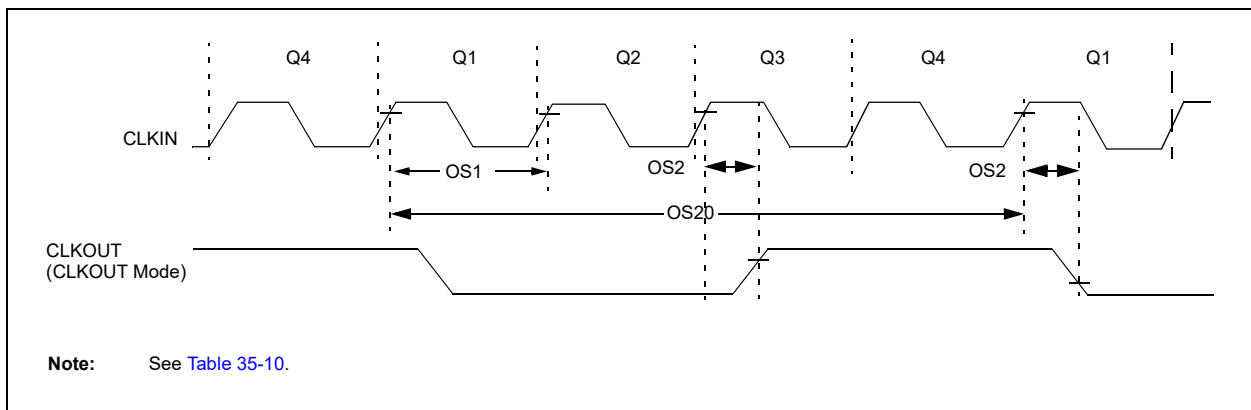 Q4 Q1 Q2 Q3 Q4 Q1
CLKIN
OS1 OS2 OS2
OS20
CLKOUT
(CLKOUT Mode)
Note: See Table 35-10.